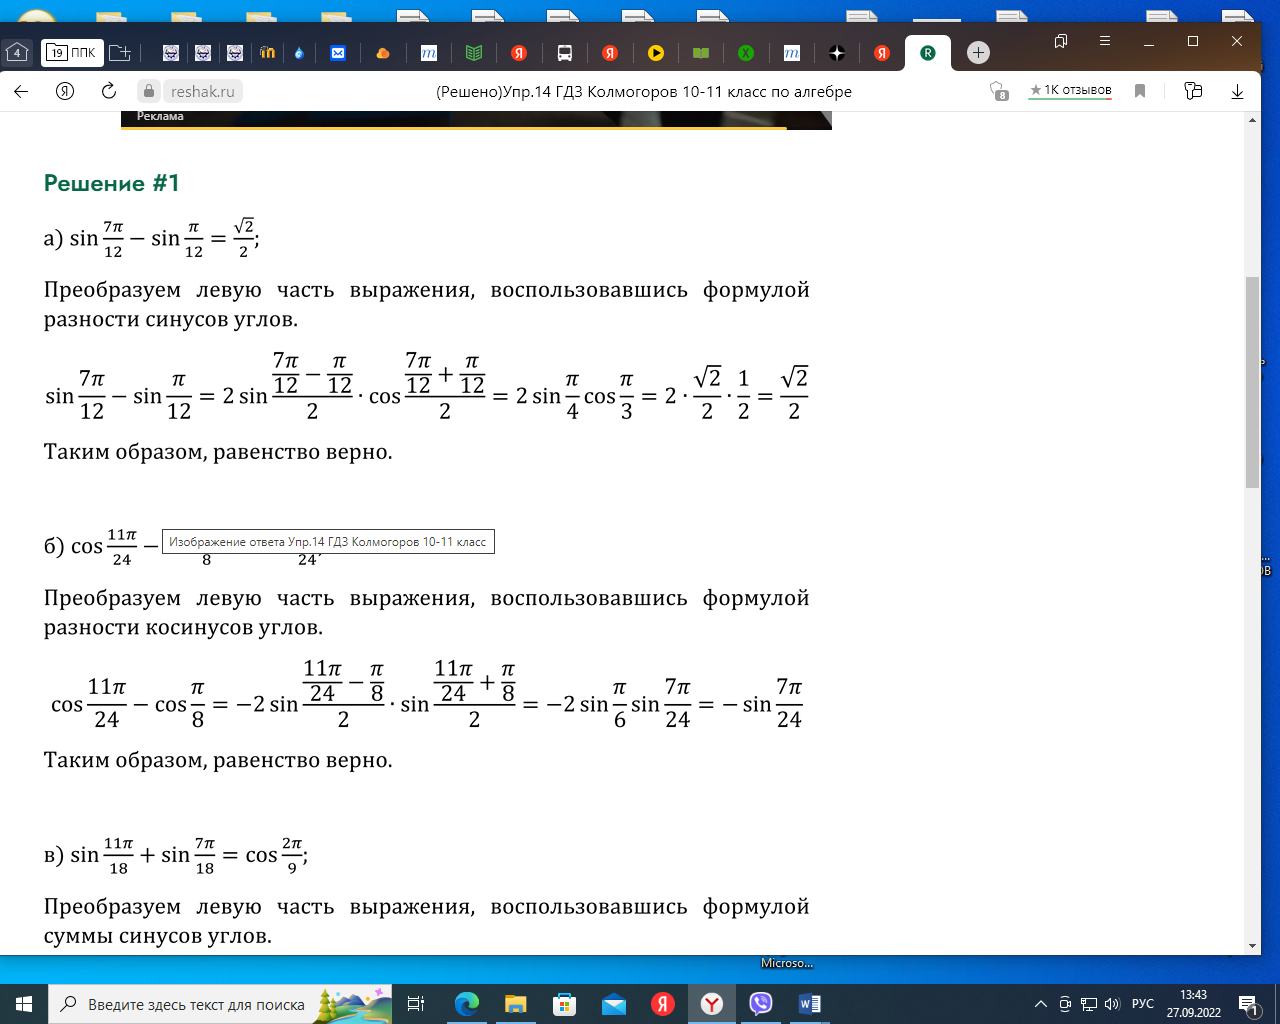 4
19 ППК
reshak.ru
(Решено)Упр.14 ГДЗ Колмогоров 10-11 класс по алгебре
8
★ 1К отзывов
Реклама
Решение #1
а) sin 7π/12 − sin π/12 = √2/2;
Преобразуем левую часть выражения, воспользовавшись формулой
разности синусов углов.
sin 7π/12 − sin π/12 = 2 sin (7π/12 − π/12)/2 · cos (7π/12 + π/12)/2 = 2 sin π/4 cos π/3 = 2 · √2/2 · 1/2 = √2/2
Таким образом, равенство верно.
б) cos 11π/24 −
Изображение ответа Упр.14 ГДЗ Колмогоров 10-11 класс
8 24
Преобразуем левую часть выражения, воспользовавшись формулой
разности косинусов углов.
cos 11π/24 − cos π/8 = −2 sin (11π/24 − π/8)/2 · sin (11π/24 + π/8)/2 = −2 sin π/6 sin 7π/24 = − sin 7π/24
Таким образом, равенство верно.
в) sin 11π/18 + sin 7π/18 = cos 2π/9;
Преобразуем левую часть выражения, воспользовавшись формулой
суммы синусов углов.
Microso...
Введите здесь текст для поиска
РУС
13:43
27.09.2022
1